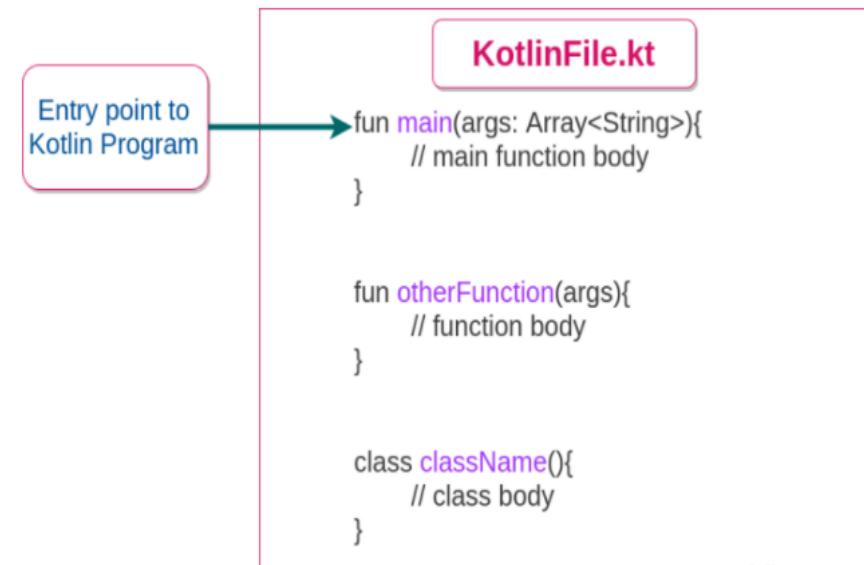 KotlinFile.kt
Entry point to
Kotlin Program
fun main(args: Array<String>){
// main function body
}
fun otherFunction(args){
// function body
}
class className(){
// class body
}